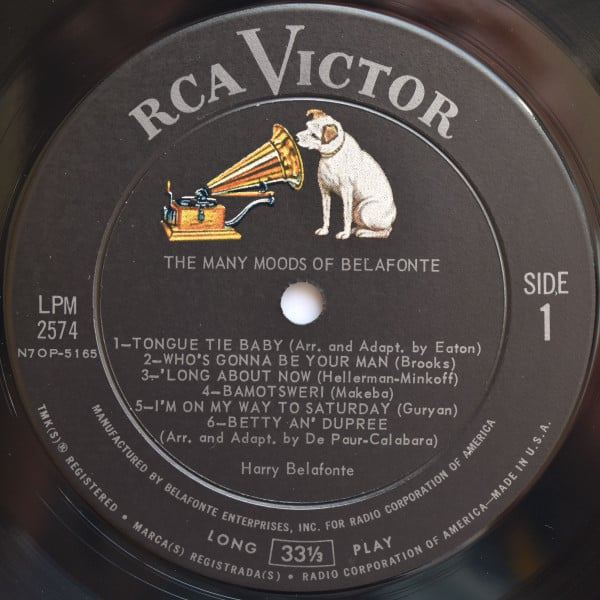 RCA VICTOR
THE MANY MOODS OF BELAFONTE
LPM
2574
N7OP-5165
SIDE
1
1—TONGUE TIE BABY (Arr. and Adapt. by Eaton)
2—WHO'S GONNA BE YOUR MAN (Brooks)
3—'LONG ABOUT NOW (Hellerman-Minkoff)
4—BAMOTSWERI (Makeba)
5—I'M ON MY WAY TO SATURDAY (Guryan)
6—BETTY AN' DUPREE
(Arr. and Adapt. by De Paur-Calabara)
Harry Belafonte
MANUFACTURED BY BELAFONTE ENTERPRISES, INC. FOR RADIO CORPORATION OF AMERICA
LONG 33⅓ PLAY
TMK(S)® REGISTERED • MARCA(S) REGISTRADA(S) • RADIO CORPORATION OF AMERICA—MADE IN U.S.A.